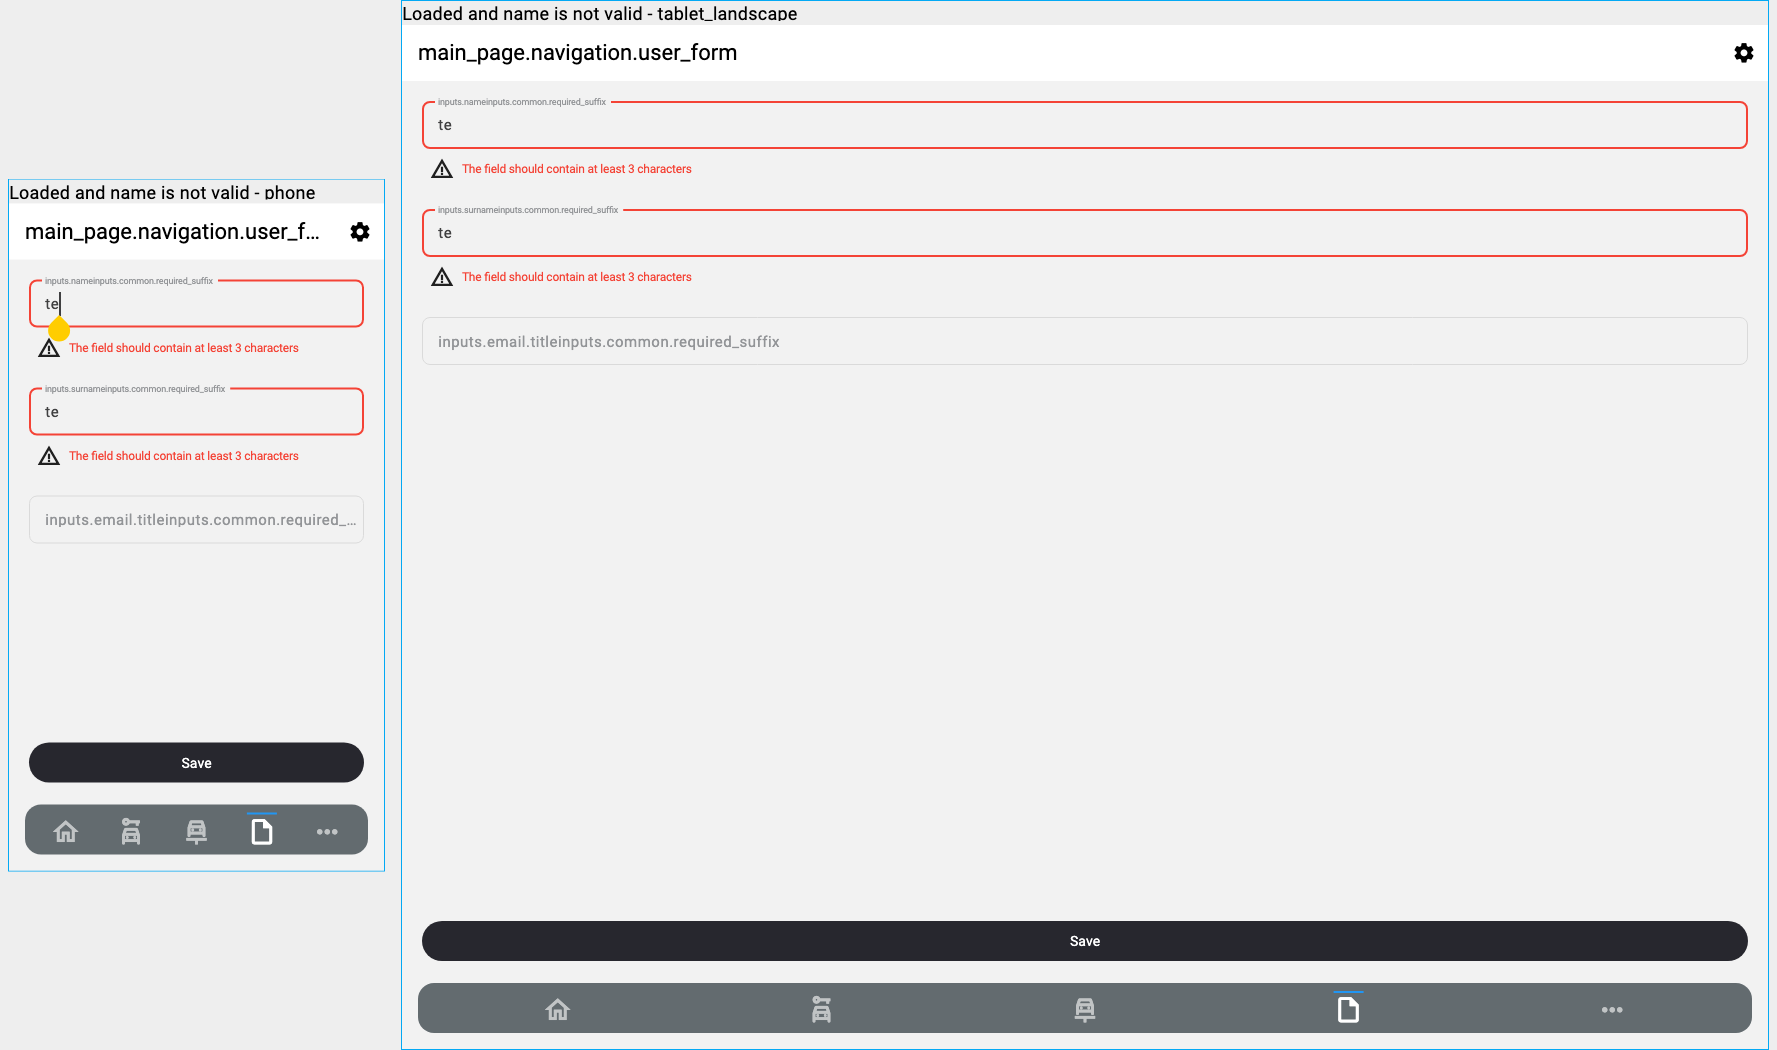 Loaded and name is not valid - phone
main_page.navigation.user_f...
inputs.nameinputs.common.required_suffix
te
The field should contain at least 3 characters
inputs.surnameinputs.common.required_suffix
te
The field should contain at least 3 characters
inputs.email.titleinputs.common.required_...
Save
Loaded and name is not valid - tablet_landscape
main_page.navigation.user_form
inputs.nameinputs.common.required_suffix
te
The field should contain at least 3 characters
inputs.surnameinputs.common.required_suffix
te
The field should contain at least 3 characters
inputs.email.titleinputs.common.required_suffix
Save